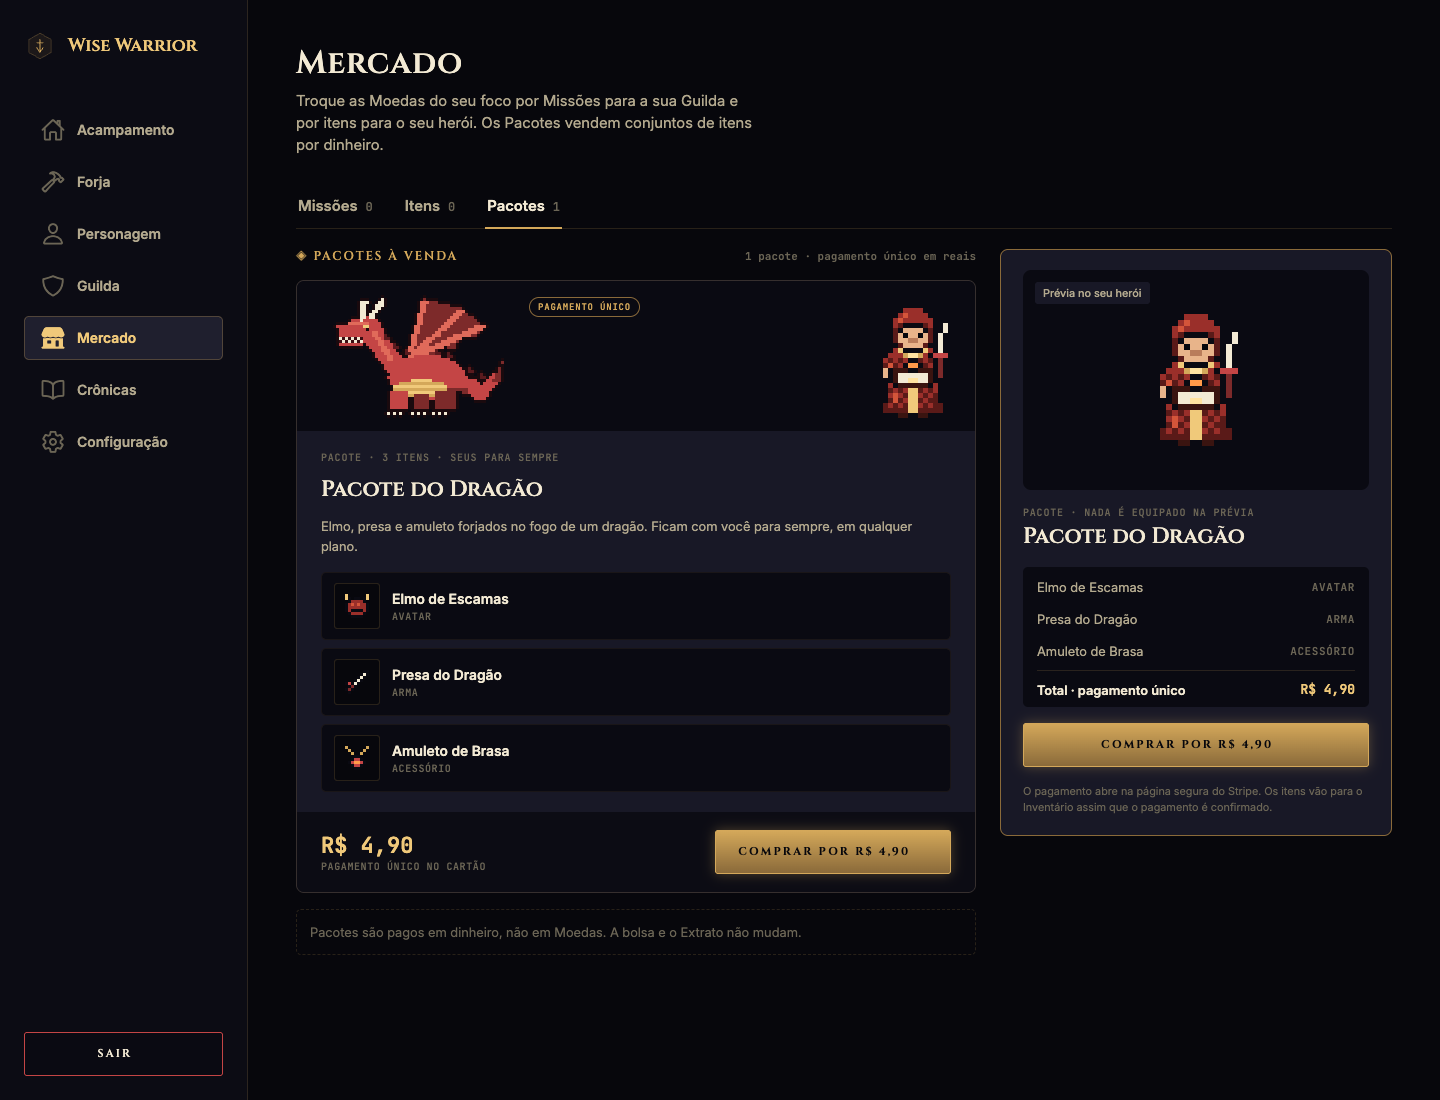 Wise Warrior
Acampamento
Forja
Personagem
Guilda
Mercado
Crônicas
Configuração
SAIR
Mercado
Troque as Moedas do seu foco por Missões para a sua Guilda e
por itens para o seu herói. Os Pacotes vendem conjuntos de itens
por dinheiro.
Missões 0 Itens 0 Pacotes 1
PACOTES À VENDA
1 pacote · pagamento único em reais
PAGAMENTO ÚNICO
PACOTE · 3 ITENS · SEUS PARA SEMPRE
Pacote do Dragão
Elmo, presa e amuleto forjados no fogo de um dragão. Ficam com você para sempre, em qualquer
plano.
Elmo de Escamas
AVATAR
Presa do Dragão
ARMA
Amuleto de Brasa
ACESSÓRIO
R$ 4,90
PAGAMENTO ÚNICO NO CARTÃO
COMPRAR POR R$ 4,90
Pacotes são pagos em dinheiro, não em Moedas. A bolsa e o Extrato não mudam.
Prévia no seu herói
PACOTE · NADA É EQUIPADO NA PRÉVIA
Pacote do Dragão
Elmo de Escamas AVATAR
Presa do Dragão ARMA
Amuleto de Brasa ACESSÓRIO
Total · pagamento único R$ 4,90
COMPRAR POR R$ 4,90
O pagamento abre na página segura do Stripe. Os itens vão para o
Inventário assim que o pagamento é confirmado.